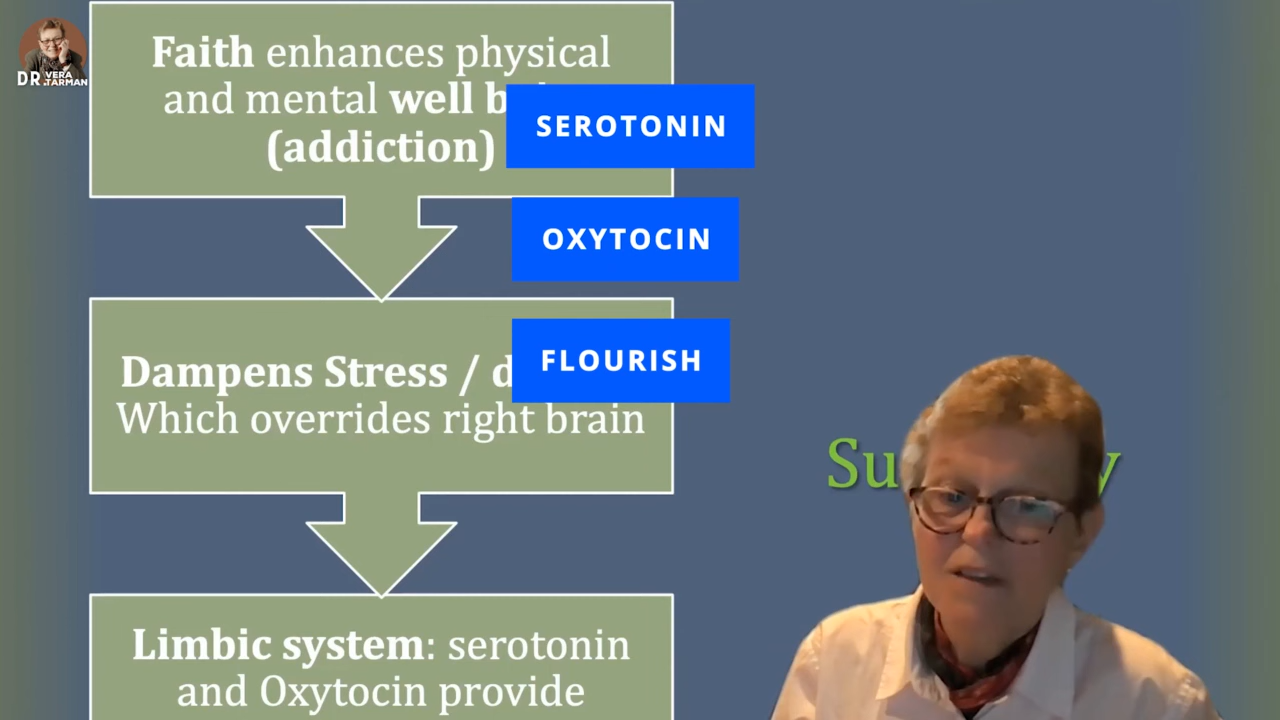 DR. VERA TARMAN
Faith enhances physical
and mental well
(addiction)
SEROTONIN
OXYTOCIN
Dampens Stress /
FLOURISH
Which overrides right brain
Su y
Limbic system: serotonin
and Oxytocin provide